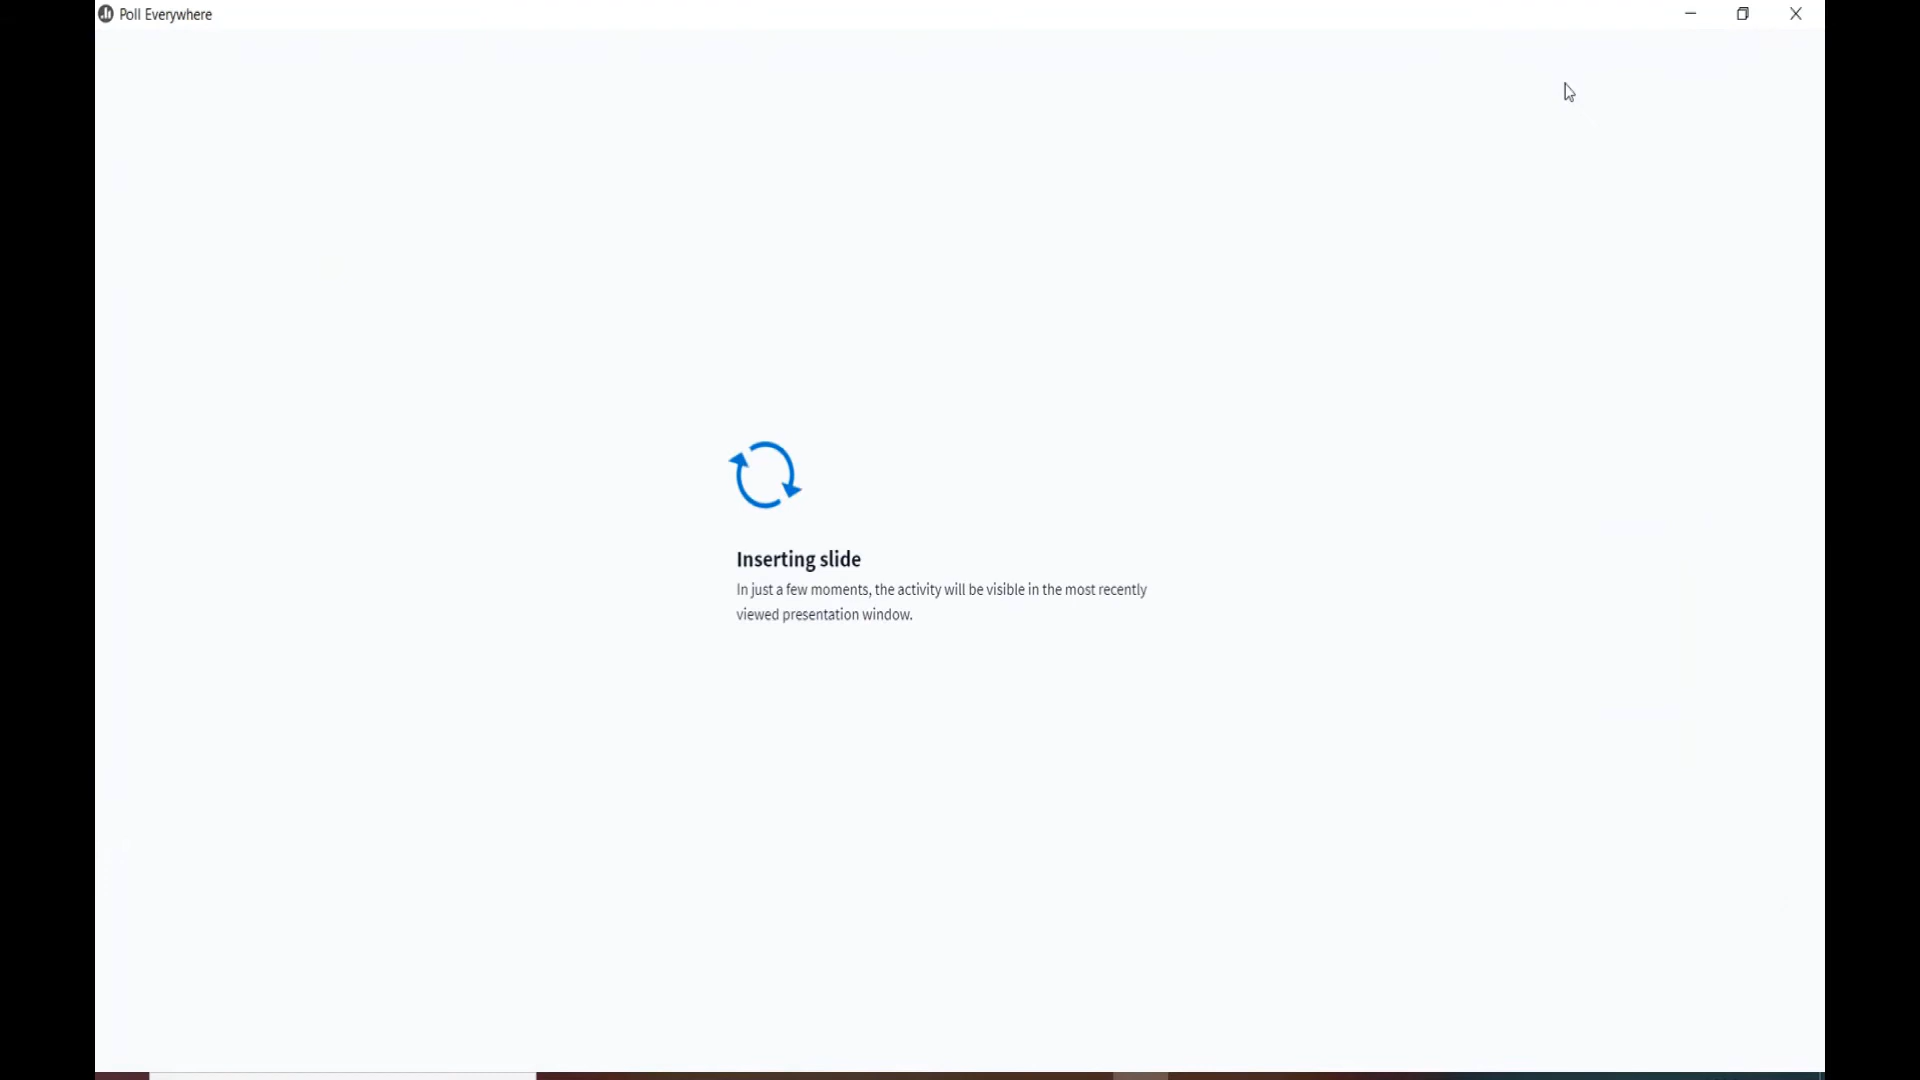 Poll Everywhere
Inserting slide
In just a few moments, the activity will be visible in the most recently
viewed presentation window.